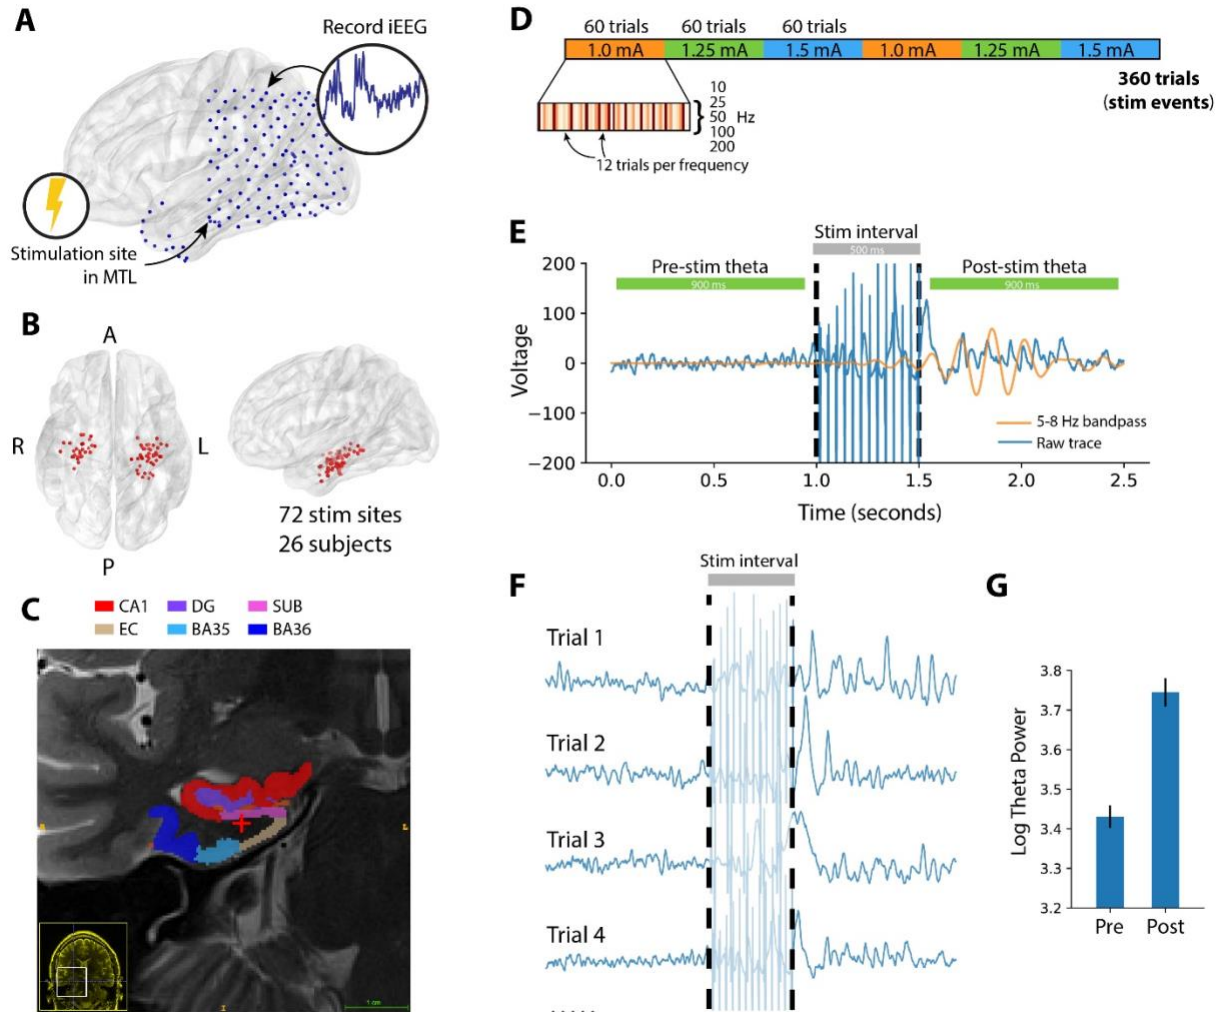 A
Record iEEG
Stimulation site
in MTL
B
A
R
L
P
72 stim sites
26 subjects
C
CA1 DG SUB
EC BA35 BA36
1 cm
D
60 trials 60 trials 60 trials
1.0 mA 1.25 mA 1.5 mA 1.0 mA 1.25 mA 1.5 mA
360 trials
(stim events)
10
25
50 Hz
100
200
12 trials per frequency
E
Stim interval
500 ms
Pre-stim theta
900 ms
Post-stim theta
900 ms
Voltage
200
100
0
−100
−200
5-8 Hz bandpass
Raw trace
0.0 0.5 1.0 1.5 2.0 2.5
Time (seconds)
F
Stim interval
Trial 1
Trial 2
Trial 3
Trial 4
.....
G
Log Theta Power
3.8
3.7
3.6
3.5
3.4
3.3
3.2
Pre Post